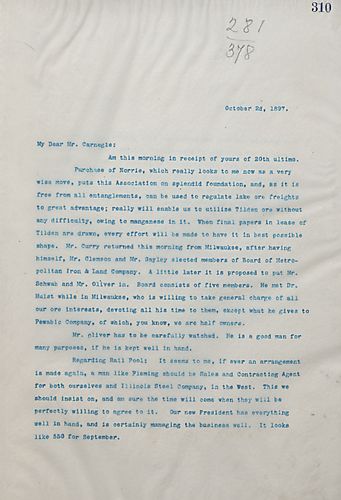 310
281
378
October 2d, 1897.
My Dear Mr. Carnegie:
Am this morning in receipt of yours of 20th ultimo.
Purchase of Norrie, which really looks to me now as a very
wise move, puts this Association on splendid foundation, and, as it is
free from all entanglements, can be used to regulate lake ore freights
to great advantage; really will enable us to utilize Tilden ore without
any difficulty, owing to manganese in it. When final papers in lease of
Tilden are drawn, every effort will be made to have it in best possible
shape. Mr. Curry returned this morning from Milwaukee, after having
himself, Mr. Clemson and Mr. Gayley elected members of Board of Metro-
politan Iron & Land Company. A little later it is proposed to put Mr.
Schwab and Mr. Oliver in. Board consists of five members. He met Dr.
Haist while in Milwaukee, who is willing to take general charge of all
our ore interests, devoting all his time to them, except what he gives to
Pewabic Company, of which, you know, we are half owners.
Mr. Oliver has to be carefully watched. He is a good man for
many purposes, if he is kept well in hand.
Regarding Rail Pool; It seems to me, if ever an arrangement
is made again, a man like Fleming should be Sales and Contracting Agent
for both ourselves and Illinois Steel Company, in the West. This we
should insist on, and am sure the time will come when they will be
perfectly willing to agree to it. Our new President has everything
well in hand, and is certainly managing the business well. It looks
like 550 for September.